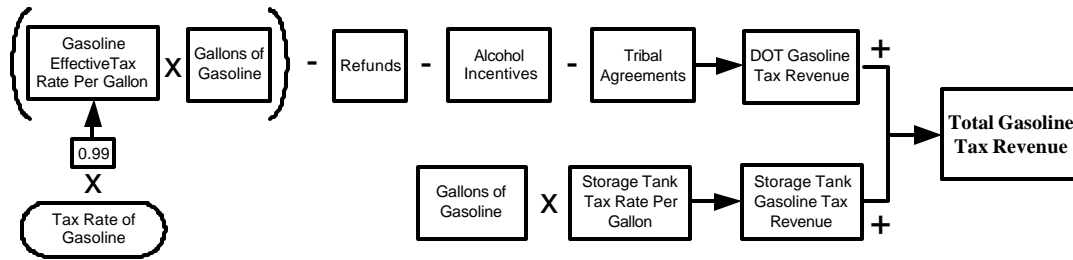 Gasoline
EffectiveTax
Rate Per Gallon
X
Gallons of
Gasoline
-
Refunds
-
Alcohol
Incentives
-
Tribal
Agreements
DOT Gasoline
Tax Revenue
+
0.99
X
Tax Rate of
Gasoline
Gallons of
Gasoline
X
Storage Tank
Tax Rate Per
Gallon
Storage Tank
Gasoline Tax
Revenue
+
Total Gasoline
Tax Revenue